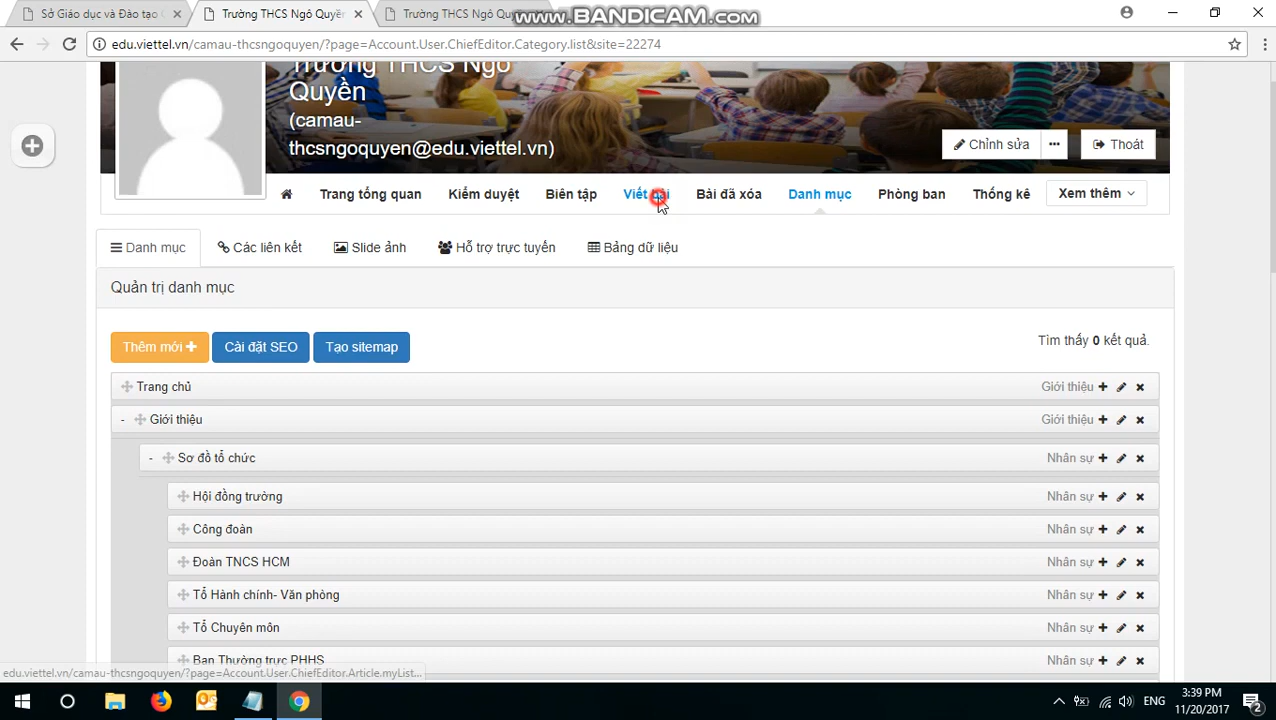 Sở Giáo dục và Đào tạo
Trường THCS Ngô Quyền
Trường THCS Ngô Qu
www.BANDICAM.com
edu.viettel.vn/camau-thcsngoquyen/?page=Account.User.ChiefEditor.Category.list&site=22274
Trường THCS Ngô
Quyền
(camau-
thcsngoquyen@edu.viettel.vn)
Chỉnh sửa
Thoát
Trang tổng quan Kiểm duyệt Biên tập Viết bài Bài đã xóa Danh mục Phòng ban Thống kê Xem thêm
Danh mục Các liên kết Slide ảnh Hỗ trợ trực tuyến Bảng dữ liệu
Quản trị danh mục
Thêm mới + Cài đặt SEO Tạo sitemap
Tìm thấy 0 kết quả.
Trang chủ Giới thiệu
- Giới thiệu Giới thiệu
- Sơ đồ tổ chức Nhân sự
Hội đồng trường Nhân sự
Công đoàn Nhân sự
Đoàn TNCS HCM Nhân sự
Tổ Hành chính- Văn phòng Nhân sự
Tổ Chuyên môn Nhân sự
Ban Thường trực PHHS Nhân sự
edu.viettel.vn/camau-thcsngoquyen/?page=Account.User.ChiefEditor.Article.myList...
ENG
3:39 PM
11/20/2017
2